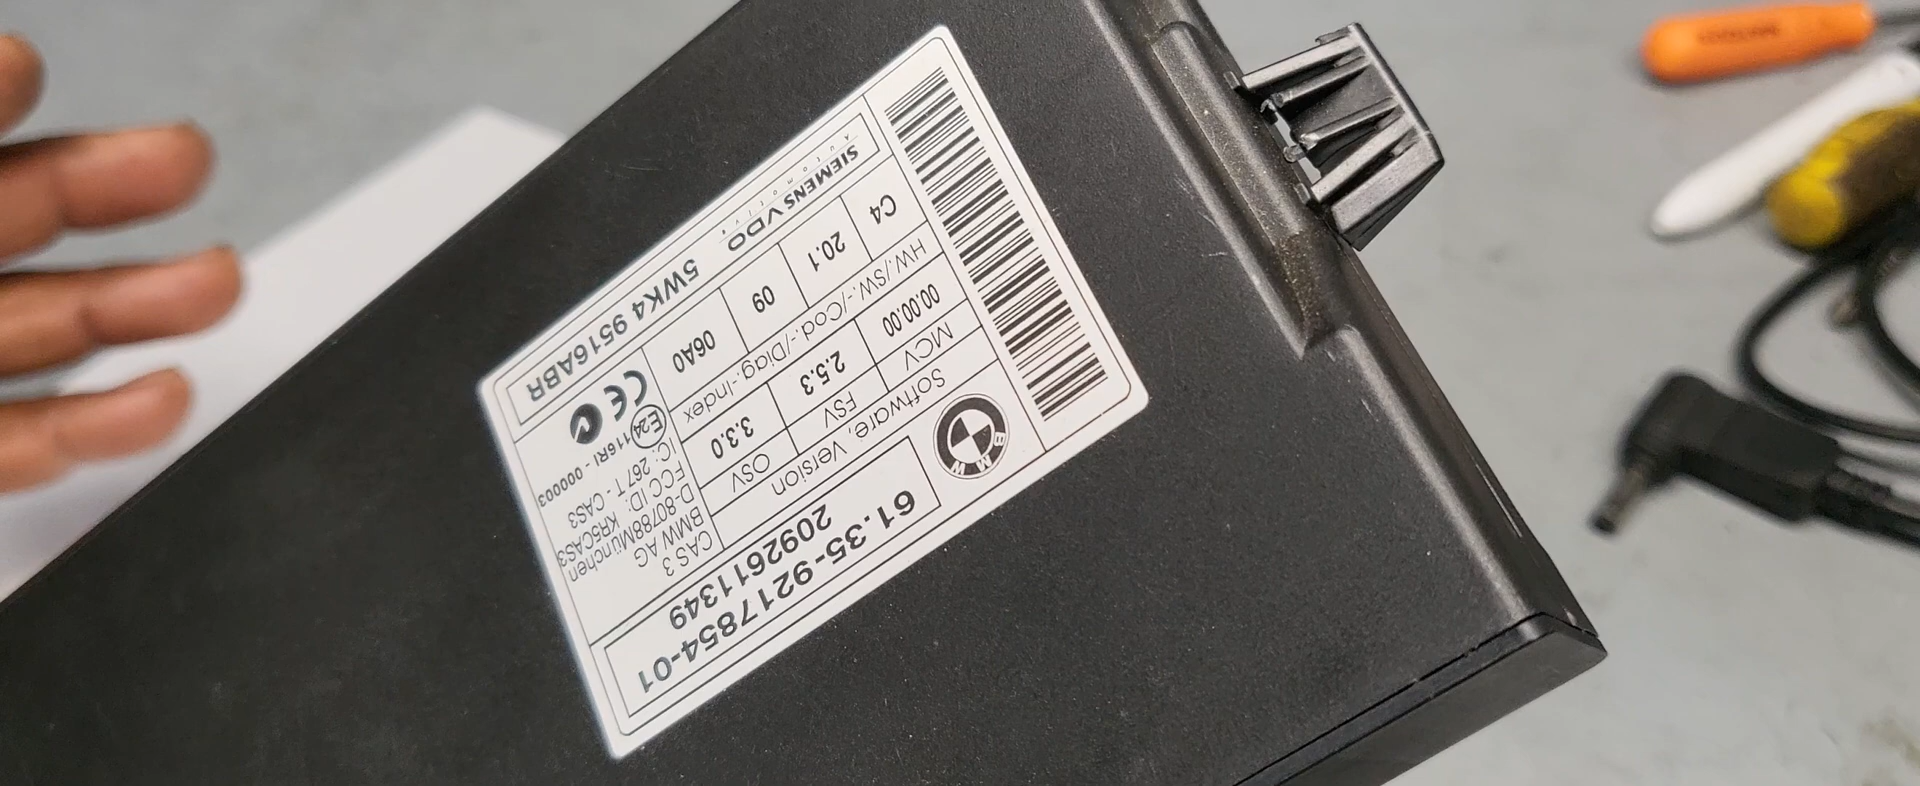 61.35-9217854-01
2092611349
BMW
CAS 3
BMW AG
D-80788München
FCC ID: KR5CAS3
IC: 267 T - CAS3
E24 116RI - 000003
CE
Software, Version
MCV
FSV
OSV
00.00.00
2.5.3
3.3.0
HW./SW.-/Cod.-/Diag.-Index
C4
20.1
09
06A0
SIEMENS VDO
Automotive
5WK4 9516ABR